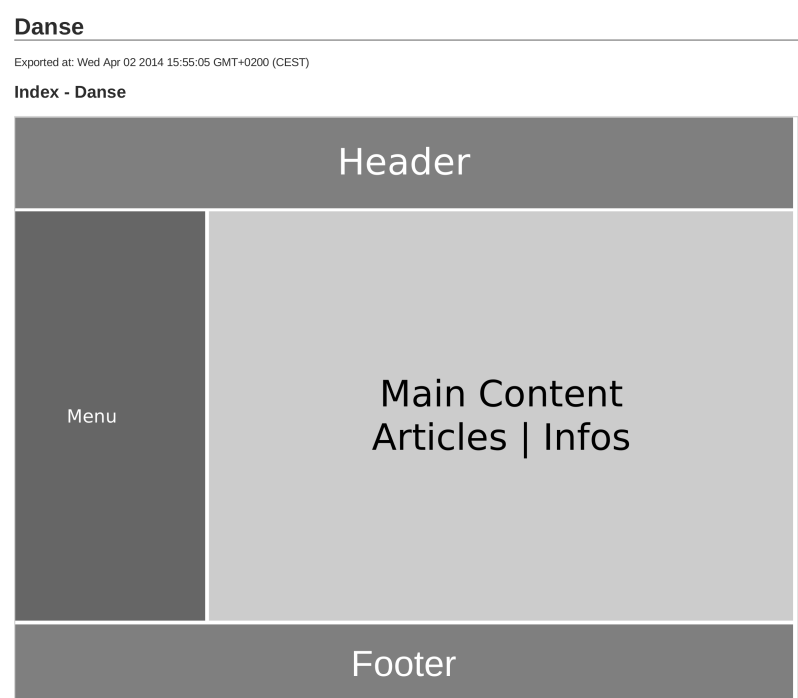 Danse
Exported at: Wed Apr 02 2014 15:55:05 GMT+0200 (CEST)
Index - Danse
Header
Menu
Main Content
Articles | Infos
Footer